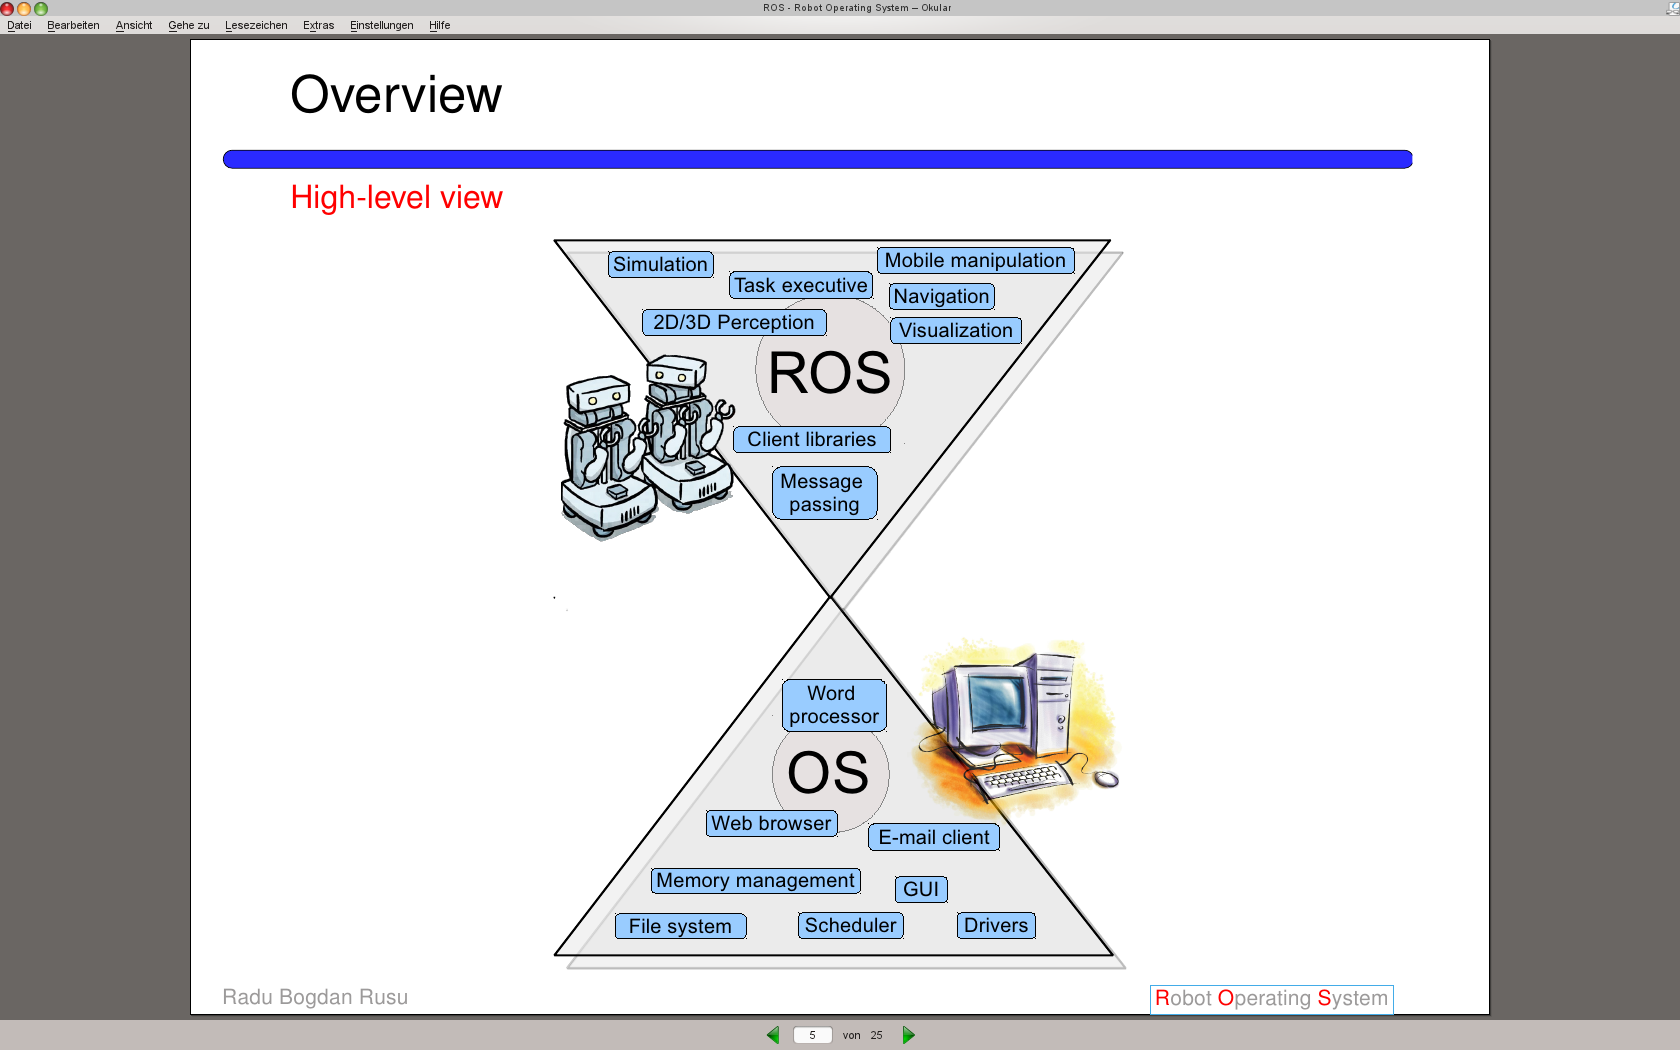 ROS - Robot Operating System – Okular
Datei Bearbeiten Ansicht Gehe zu Lesezeichen Extras Einstellungen Hilfe
Overview
High-level view
Simulation
Mobile manipulation
Task executive
Navigation
2D/3D Perception
Visualization
ROS
Client libraries
Message
passing
Word
processor
OS
Web browser
E-mail client
Memory management
GUI
File system
Scheduler
Drivers
Radu Bogdan Rusu
Robot Operating System
5 von 25